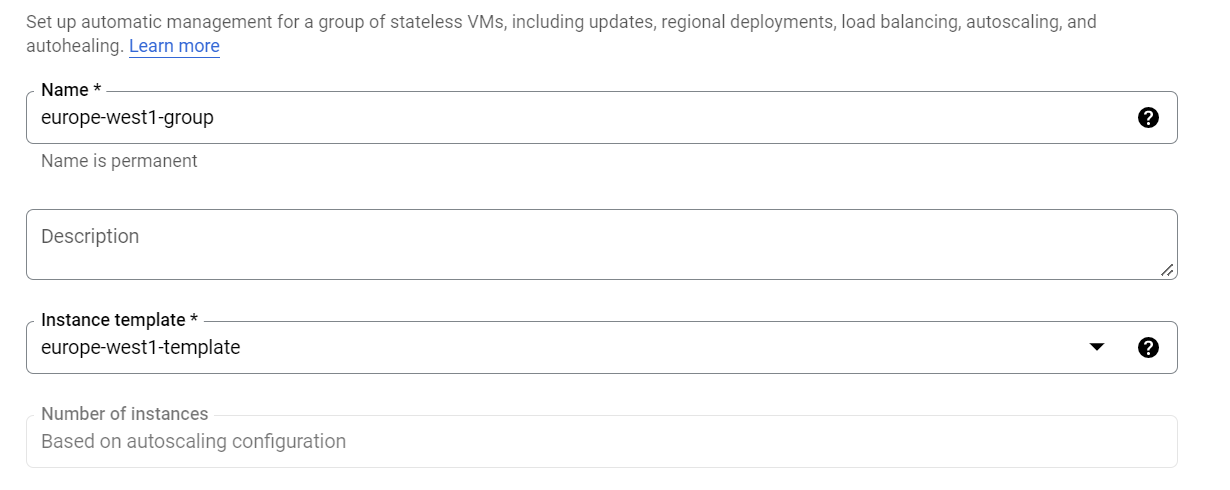 Set up automatic management for a group of stateless VMs, including updates, regional deployments, load balancing, autoscaling, and
autohealing. Learn more
Name *
europe-west1-group
Name is permanent
Description
Instance template *
europe-west1-template
Number of instances
Based on autoscaling configuration